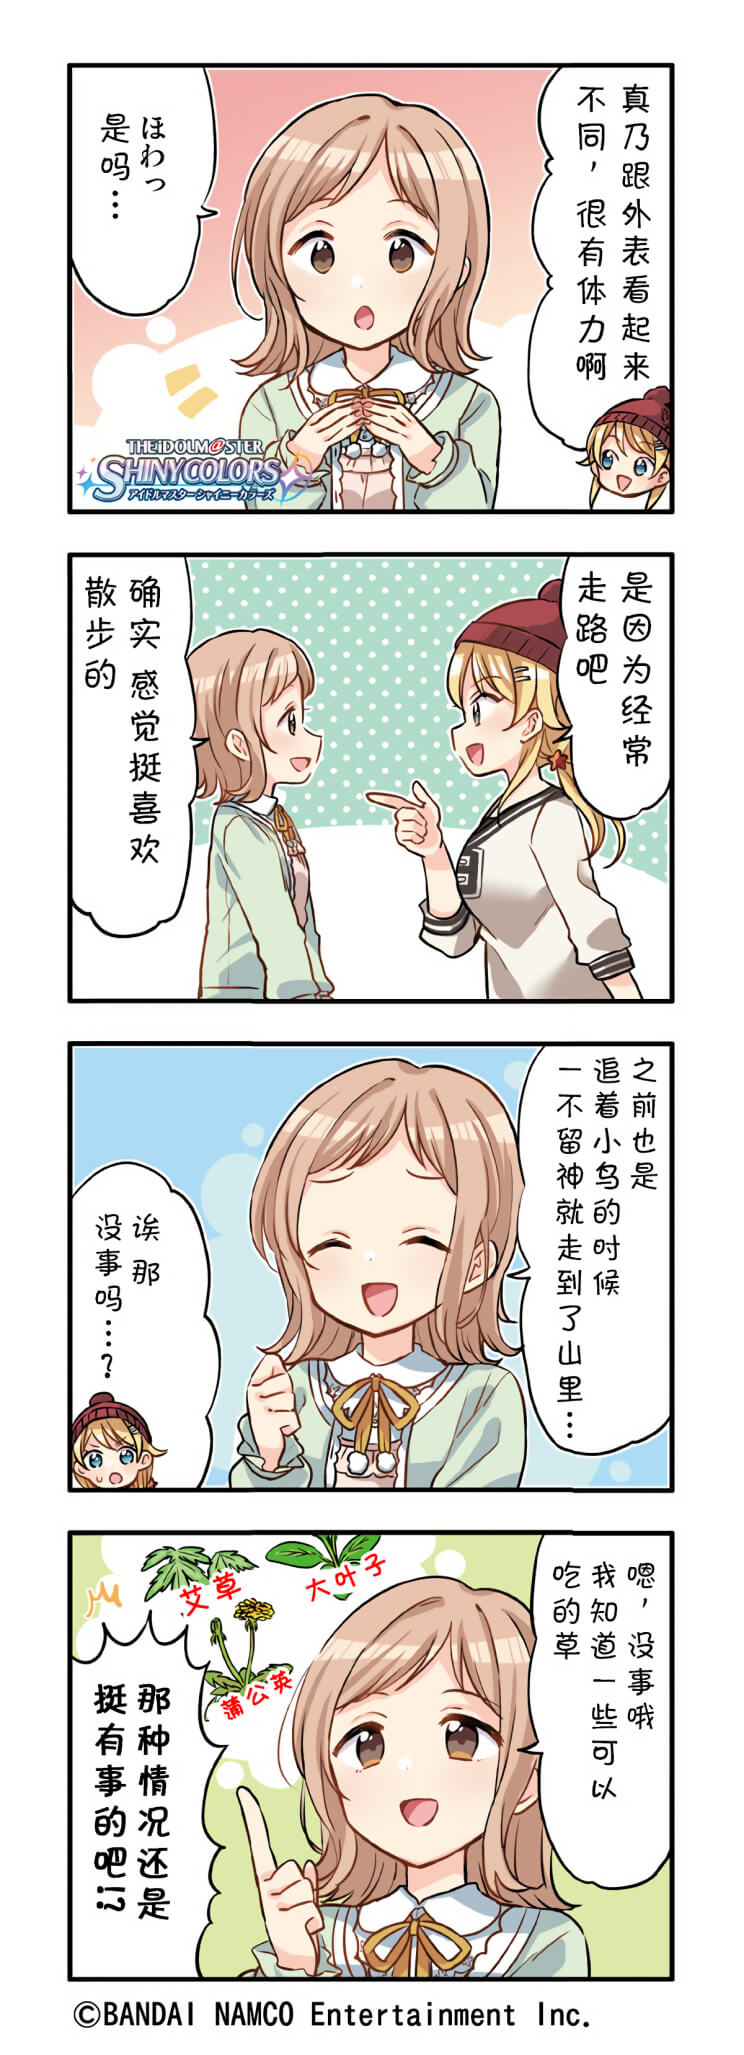 真乃跟外表看起来
不同，很有体力啊
ほわっ
是吗…
THE iDOLM@STER
SHINYCOLORS
アイドルマスターシャイニーカラーズ
是因为经常
走路吧
确实 感觉挺喜欢
散步的
之前也是
追着小鸟的时候
一不留神就走到了山里…
诶 那
没事吗…?
嗯，没事哦
我知道一些可以
吃的草
大叶子
艾草
蒲公英
那种情况还是
挺有事的吧!?
©BANDAI NAMCO Entertainment Inc.